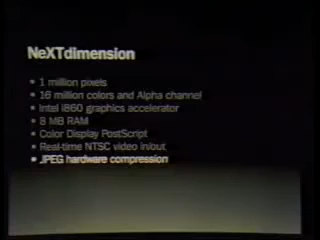 NeXTdimension
• 1 million pixels
• 16 million colors and Alpha channel
• Intel i860 graphics accelerator
• 8 MB RAM
• Color Display PostScript
• Real-time NTSC video in/out
• JPEG hardware compression